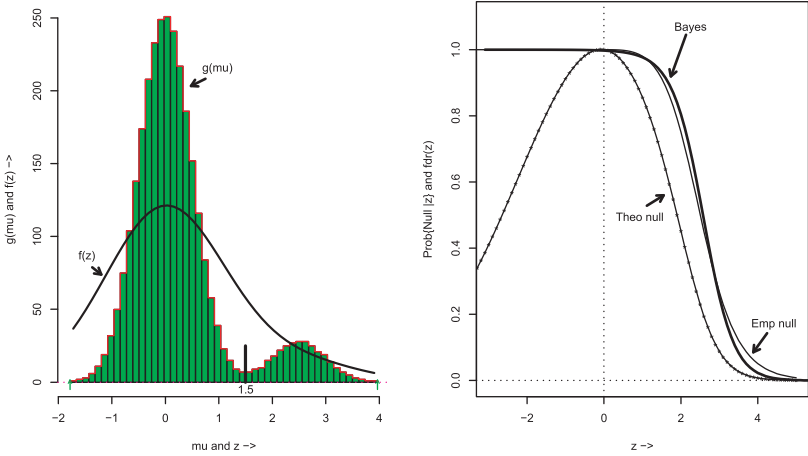 g(mu) and f(z) −>
250
200
150
100
50
0
g(mu)
f(z)
1.5
−2
−1
0
1
2
3
4
mu and z −>
Prob{Null |z} and fdr(z)
1.0
0.8
0.6
0.4
0.2
0.0
Bayes
Theo null
Emp null
−2
0
2
4
z −>